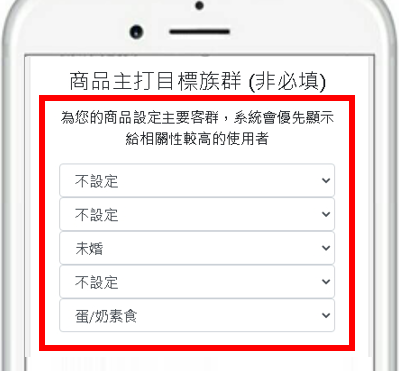 商品主打目標族群 (非必填)
為您的商品設定主要客群，系統會優先顯示
給相關性較高的使用者
不設定
不設定
未婚
不設定
蛋/奶素食